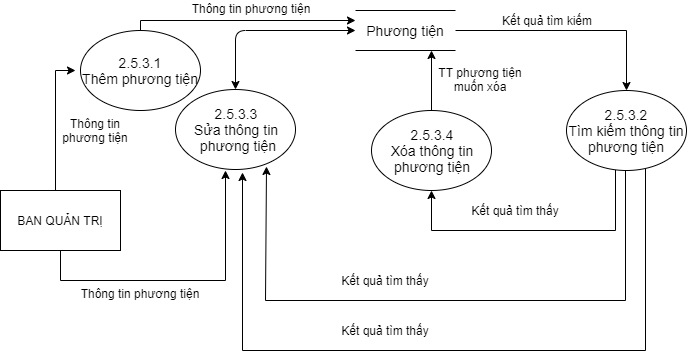 Thông tin phương tiện
Phương tiện
Kết quả tìm kiếm
2.5.3.1
Thêm phương tiện
TT phương tiện
muốn xóa
2.5.3.3
Sửa thông tin
phương tiện
2.5.3.4
Xóa thông tin
phương tiện
2.5.3.2
Tìm kiếm thông tin
phương tiện
Thông tin
phương tiện
BAN QUẢN TRỊ
Kết quả tìm thấy
Thông tin phương tiện
Kết quả tìm thấy
Kết quả tìm thấy